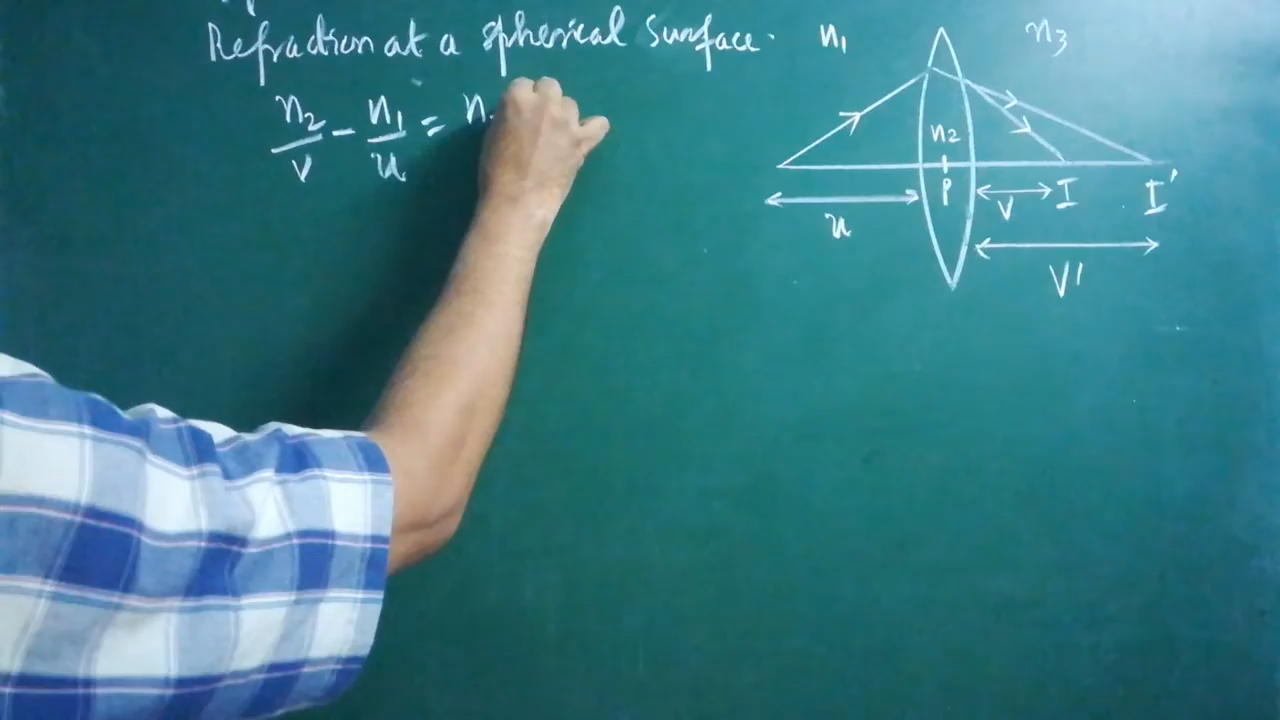 Refraction at a spherical surface.
n₂/v - n₁/u = n
n₁
n₃
n₂
P
u
v
I
I'
V'